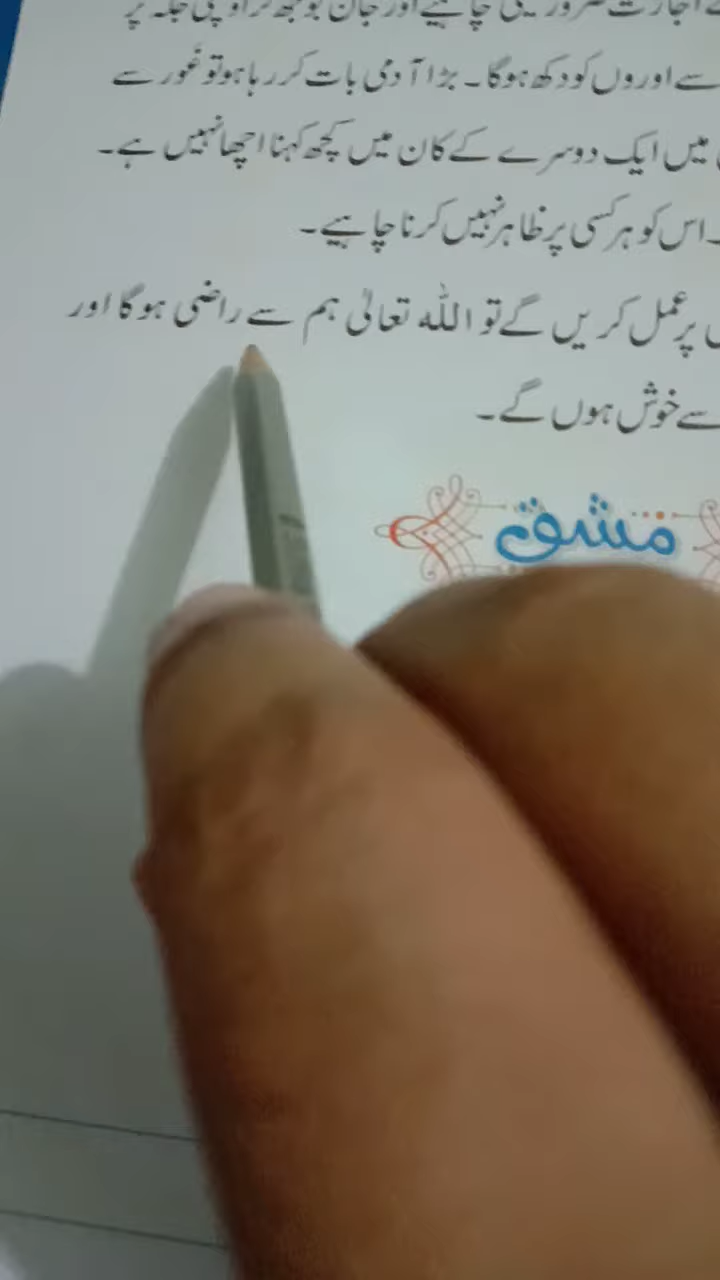 اجازت ضرور لینی چاہیے اور جان بوجھ کر اونچی جگہ پر
سے اوروں کو دکھ ہوگا۔ بڑا آدمی بات کر رہا ہو تو غور سے
میں ایک دوسرے کے کان میں کچھ کہنا اچھا نہیں ہے۔
اس کو ہر کسی پر ظاہر نہیں کرنا چاہیے۔
پر عمل کریں گے تو اللہ تعالیٰ ہم سے راضی ہوگا اور
سے خوش ہوں گے۔
مشق